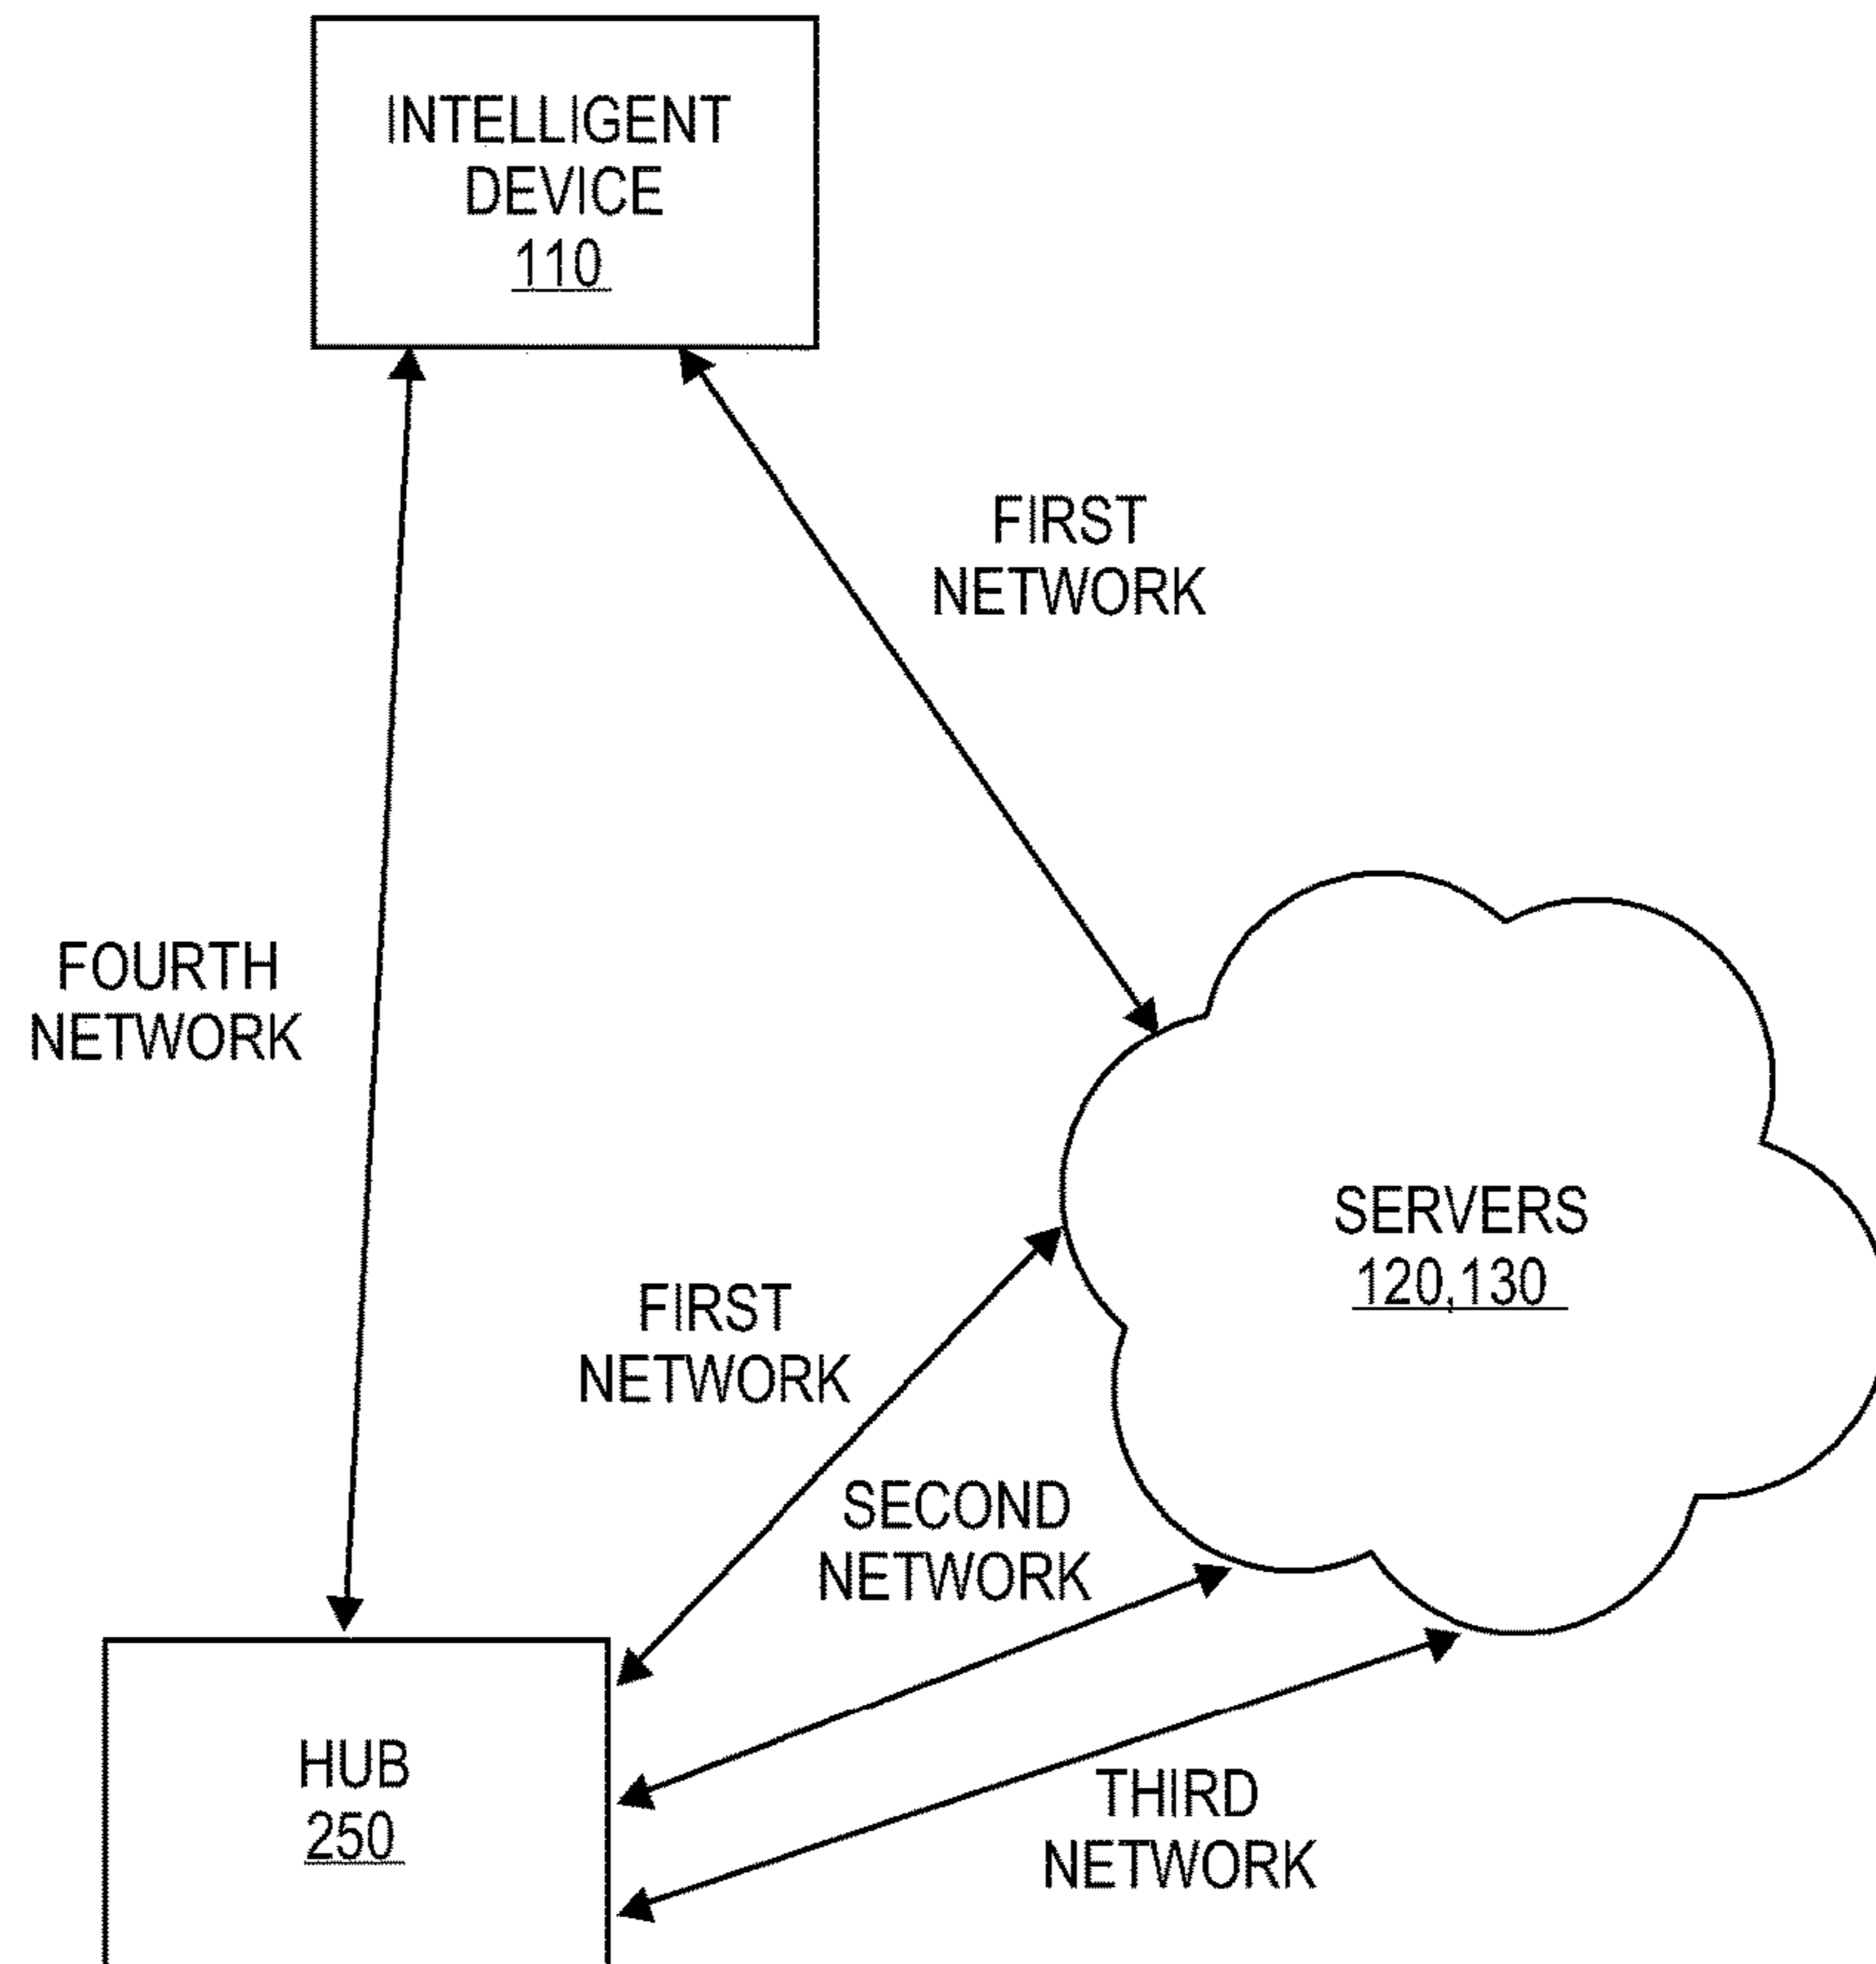 INTELLIGENT
DEVICE
110
FIRST
NETWORK
FOURTH
NETWORK
SERVERS
120,130
FIRST
NETWORK
SECOND
NETWORK
HUB
250
THIRD
NETWORK